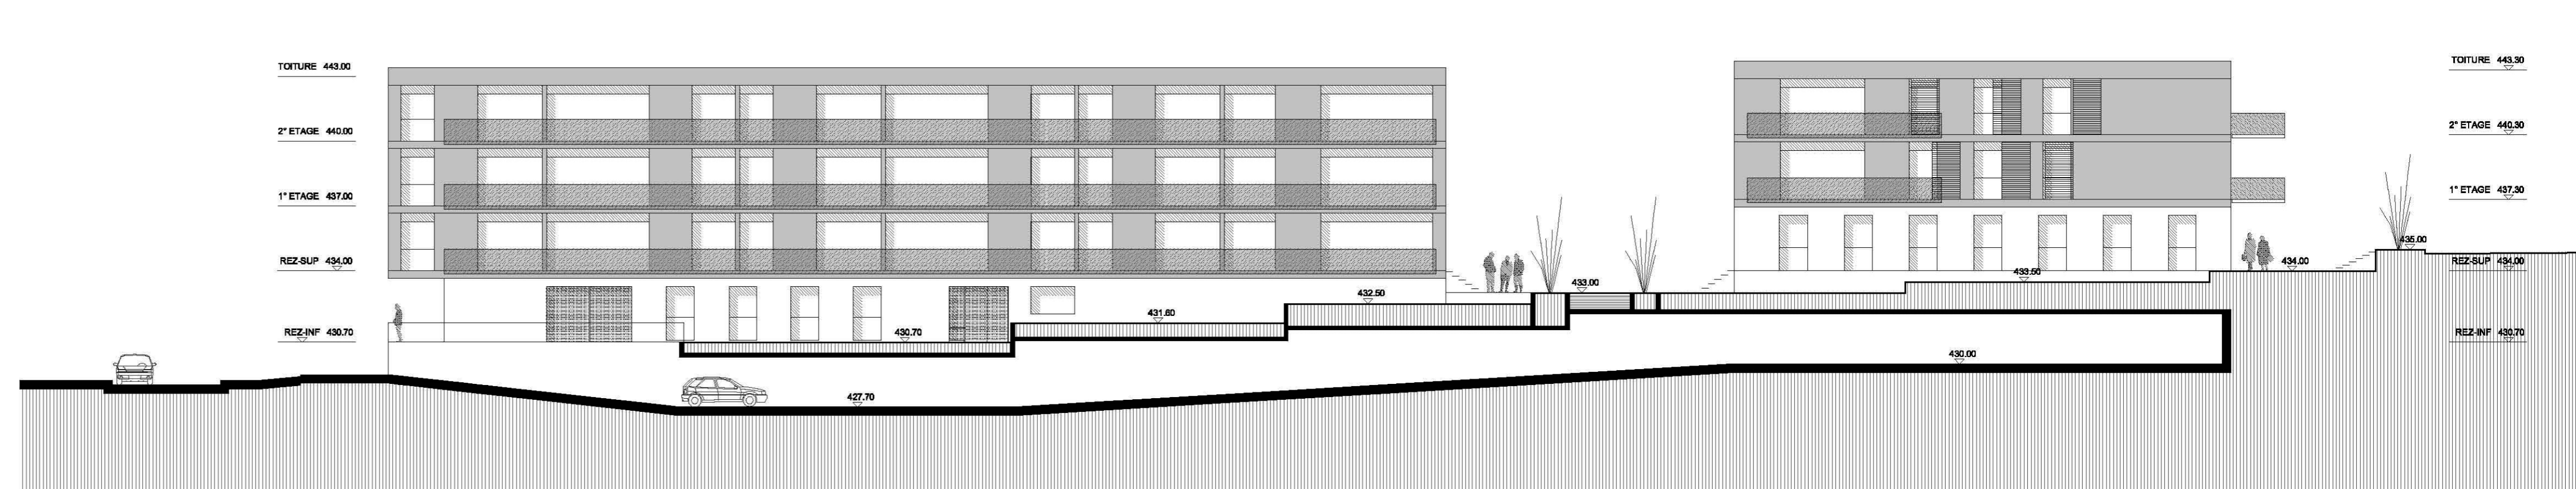 TOITURE 443.00
2° ETAGE 440.00
1° ETAGE 437.00
REZ-SUP 434.00
REZ-INF 430.70
430.70
431.60
432.50
433.00
433.50
434.00
435.00
427.70
430.00
TOITURE 443.30
2° ETAGE 440.30
1° ETAGE 437.30
REZ-SUP 434.00
REZ-INF 430.70